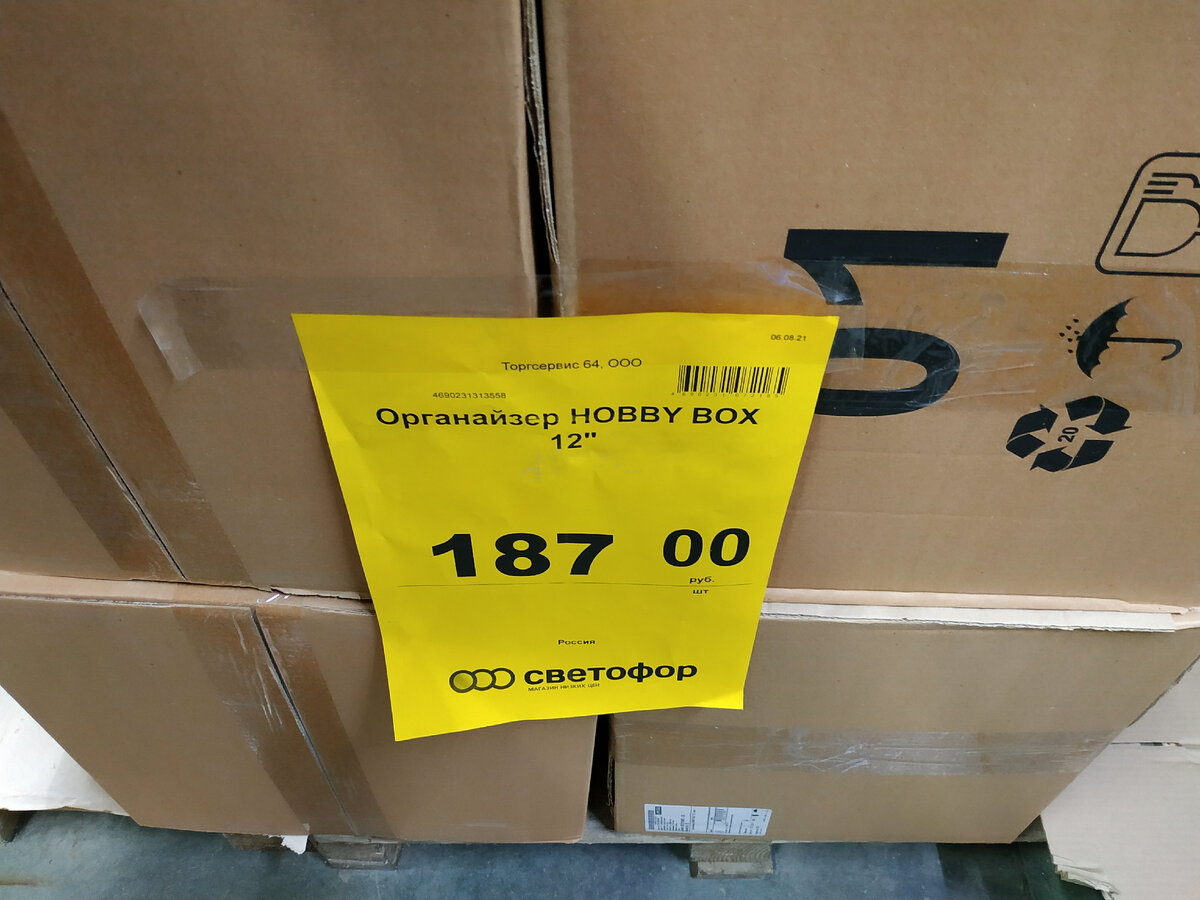 06.08.21
Торгсервис 64, ООО
4690231313558
Органайзер HOBBY BOX
12"
187 00
руб.
шт
Россия
светофор
МАГАЗИН НИЗКИХ ЦЕН
20